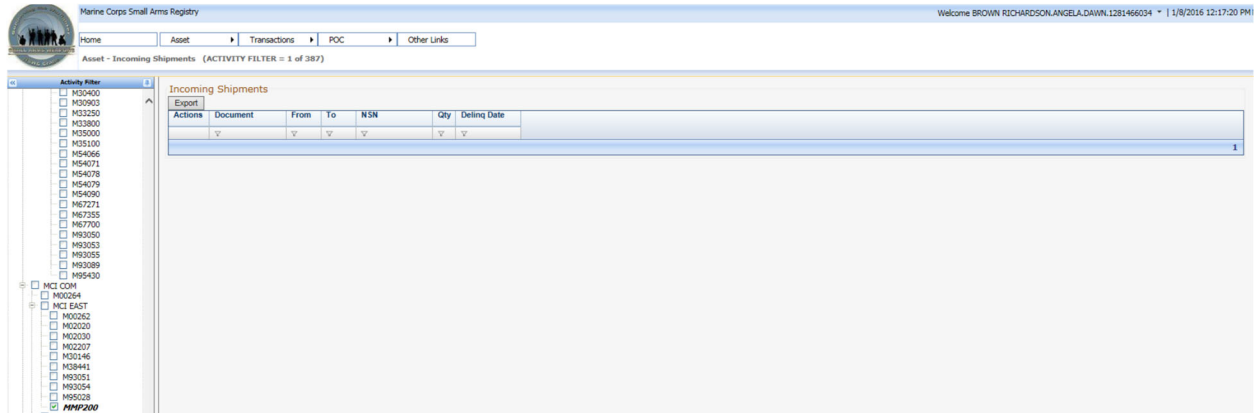 Marine Corps Small Arms Registry
Welcome BROWN RICHARDSON.ANGELA.DAWN.1281466034 | 1/8/2016 12:17:20 PM
Home Asset Transactions POC Other Links
Asset - Incoming Shipments (ACTIVITY FILTER = 1 of 387)
Activity Filter
M30400
M30903
M33250
M33800
M35000
M35100
M54066
M54071
M54078
M54079
M54090
M67271
M67355
M67700
M93050
M93053
M93055
M93089
M95430
MCI COM
M00264
MCI EAST
M00262
M02020
M02030
M02207
M30146
M38441
M93051
M93054
M95028
MMP200
Incoming Shipments
Export
Actions Document From To NSN Qty Delinq Date
1